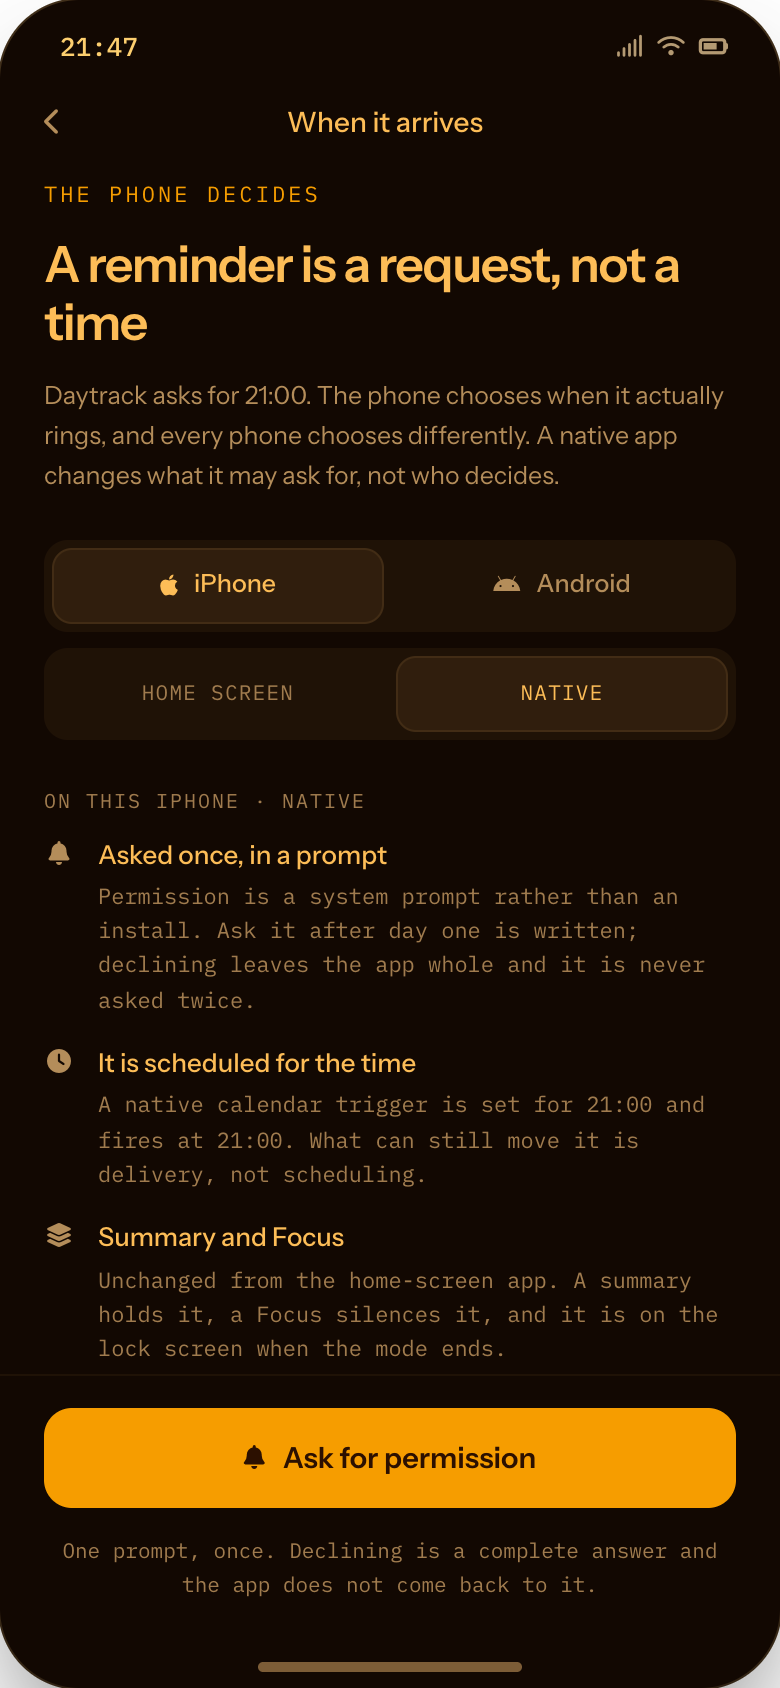 21:47
When it arrives
THE PHONE DECIDES
A reminder is a request, not a
time
Daytrack asks for 21:00. The phone chooses when it actually
rings, and every phone chooses differently. A native app
changes what it may ask for, not who decides.
iPhone
Android
HOME SCREEN
NATIVE
ON THIS IPHONE · NATIVE
Asked once, in a prompt
Permission is a system prompt rather than an
install. Ask it after day one is written;
declining leaves the app whole and it is never
asked twice.
It is scheduled for the time
A native calendar trigger is set for 21:00 and
fires at 21:00. What can still move it is
delivery, not scheduling.
Summary and Focus
Unchanged from the home-screen app. A summary
holds it, a Focus silences it, and it is on the
lock screen when the mode ends.
Ask for permission
One prompt, once. Declining is a complete answer and
the app does not come back to it.